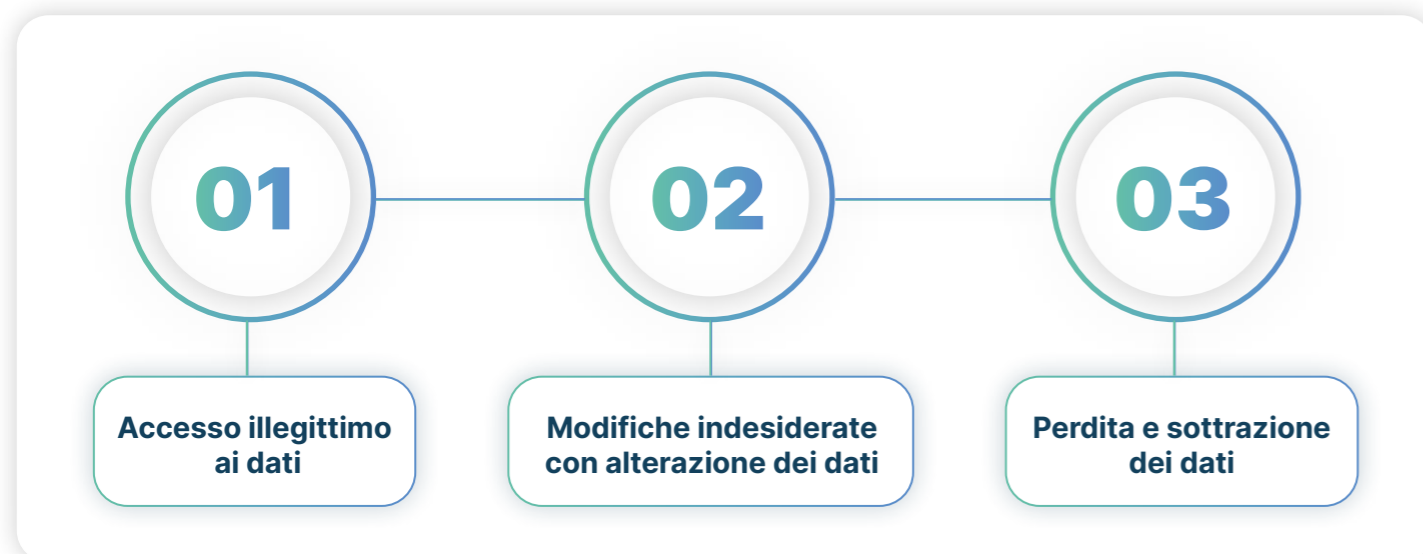 01
02
03
Accesso illegittimo
ai dati
Modifiche indesiderate
con alterazione dei dati
Perdita e sottrazione
dei dati